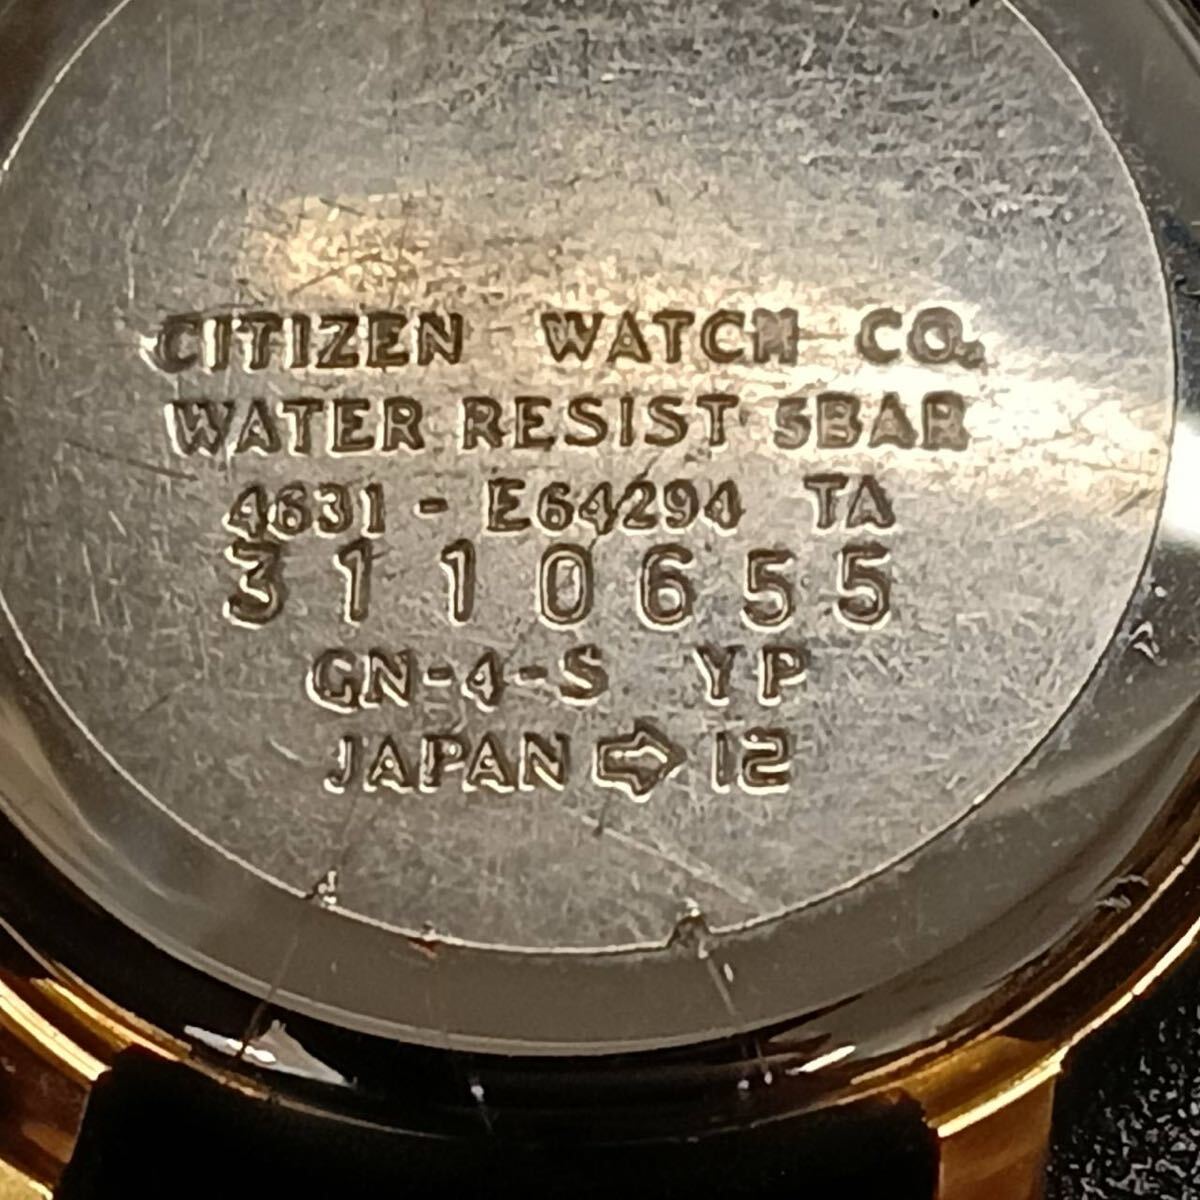 CITIZEN WATCH CO.
WATER RESIST 5BAR
4631-E64294 TA
3110655
GN-4-S YP
JAPAN ⇨ 12